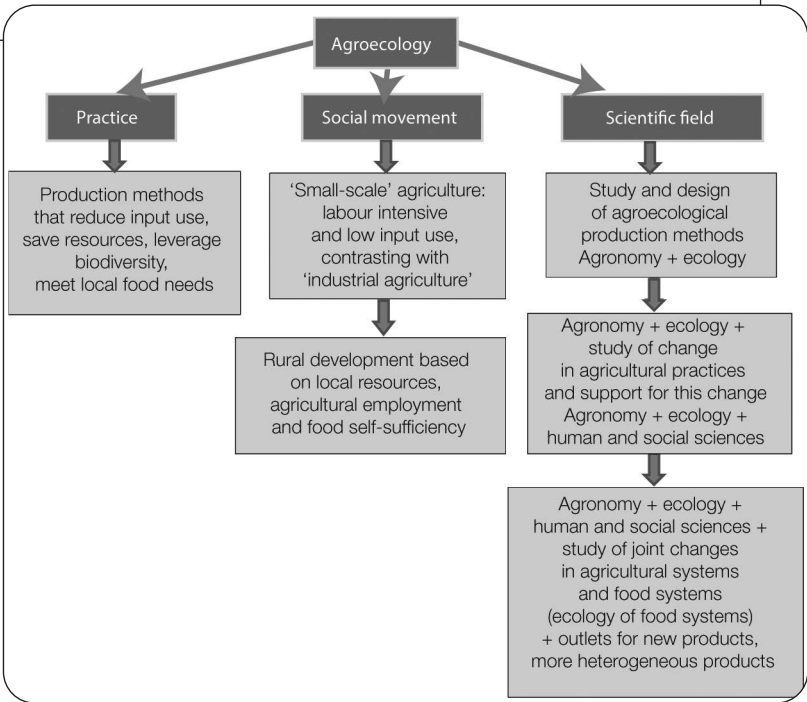 Agroecology
Practice
Social movement
Scientific field
Production methods
that reduce input use,
save resources, leverage
biodiversity,
meet local food needs
‘Small-scale’ agriculture:
labour intensive
and low input use,
contrasting with
‘industrial agriculture’
Rural development based
on local resources,
agricultural employment
and food self-sufficiency
Study and design
of agroecological
production methods
Agronomy + ecology
Agronomy + ecology +
study of change
in agricultural practices
and support for this change
Agronomy + ecology +
human and social sciences
Agronomy + ecology +
human and social sciences +
study of joint changes
in agricultural systems
and food systems
(ecology of food systems)
+ outlets for new products,
more heterogeneous products